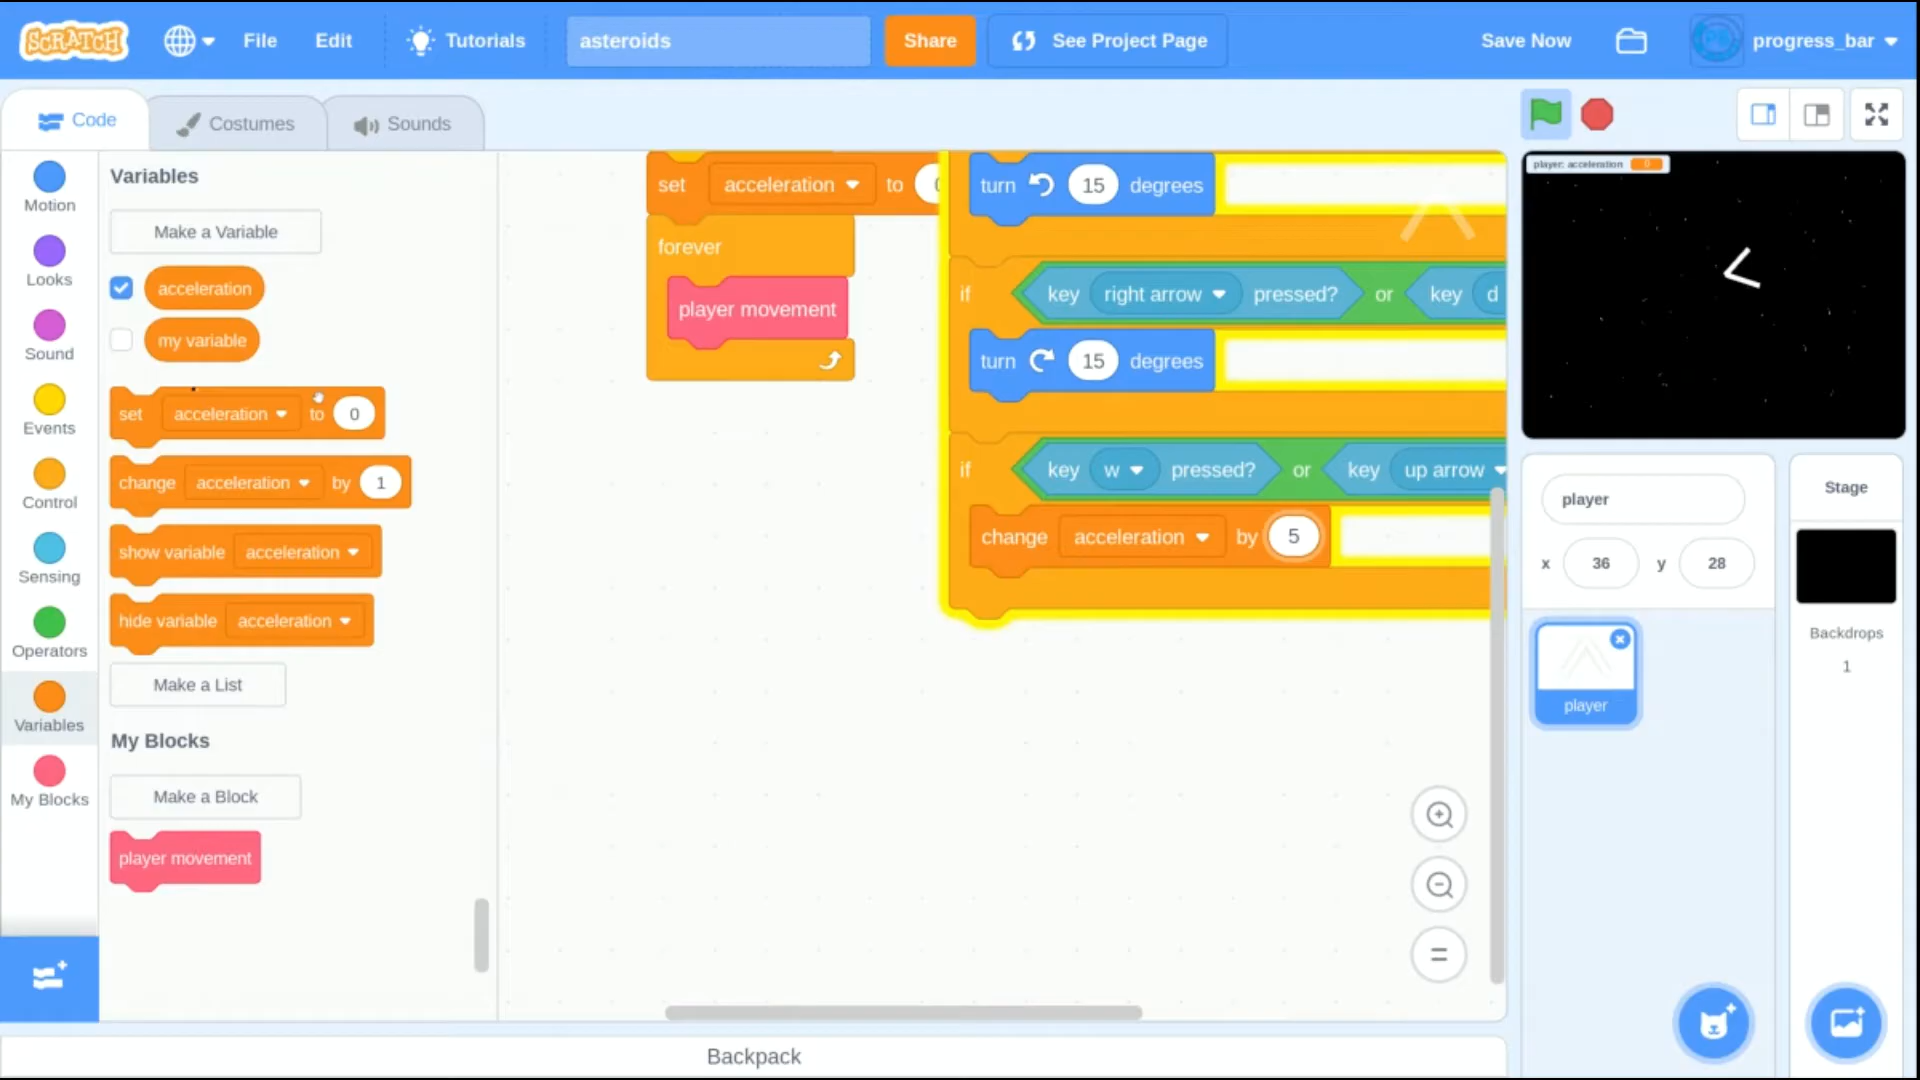 SCRATCH File Edit Tutorials asteroids Share See Project Page Save Now progress_bar
Code Costumes Sounds
Motion
Looks
Sound
Events
Control
Sensing
Operators
Variables
My Blocks
Variables
Make a Variable
acceleration
my variable
set acceleration to 0
change acceleration by 1
show variable acceleration
hide variable acceleration
Make a List
My Blocks
Make a Block
player movement
set acceleration to
forever
player movement
turn 15 degrees
if key right arrow pressed? or key d
turn 15 degrees
if key w pressed? or key up arrow
change acceleration by 5
player: acceleration 0
player
x 36 y 28
player
Stage
Backdrops
1
Backpack